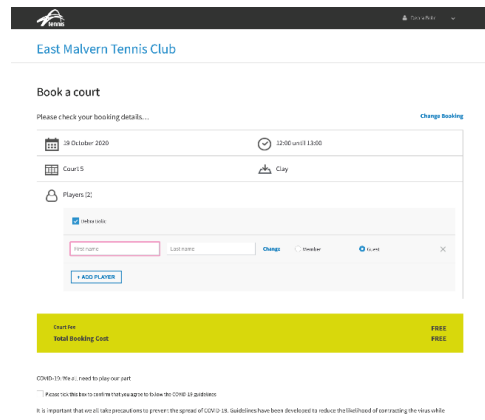 tennis
East Malvern Tennis Club
Book a court
Please check your booking details...
Change Booking
19 October 2020
12:00 until 13:00
Court 5
Clay
Players (2)
First name
Last name
Change
Member
Guest
+ ADD PLAYER
Court Fee
FREE
Total Booking Cost
FREE
COVID-19: We all need to play our part
Please tick this box to confirm that you agree to follow the COVID 19 guidelines
It is important that we all take precautions to prevent the spread of COVID-19. Guidelines have been developed to reduce the likelihood of contracting the virus while